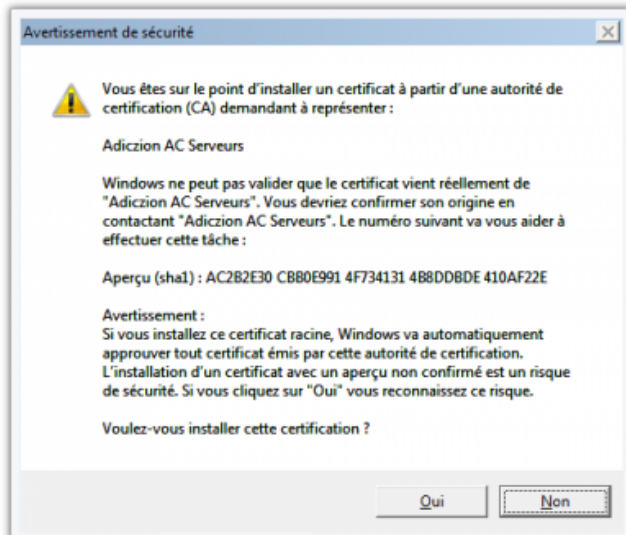 Avertissement de sécurité
Vous êtes sur le point d'installer un certificat à partir d'une autorité de
certification (CA) demandant à représenter :
Adiczion AC Serveurs
Windows ne peut pas valider que le certificat vient réellement de
"Adiczion AC Serveurs". Vous devriez confirmer son origine en
contactant "Adiczion AC Serveurs". Le numéro suivant va vous aider à
effectuer cette tâche :
Aperçu (sha1) : AC2B2E30 CBB0E991 4F734131 4B8DDBDE 410AF22E
Avertissement :
Si vous installez ce certificat racine, Windows va automatiquement
approuver tout certificat émis par cette autorité de certification.
L'installation d'un certificat avec un aperçu non confirmé est un risque
de sécurité. Si vous cliquez sur "Oui" vous reconnaissez ce risque.
Voulez-vous installer cette certification ?
Oui
Non